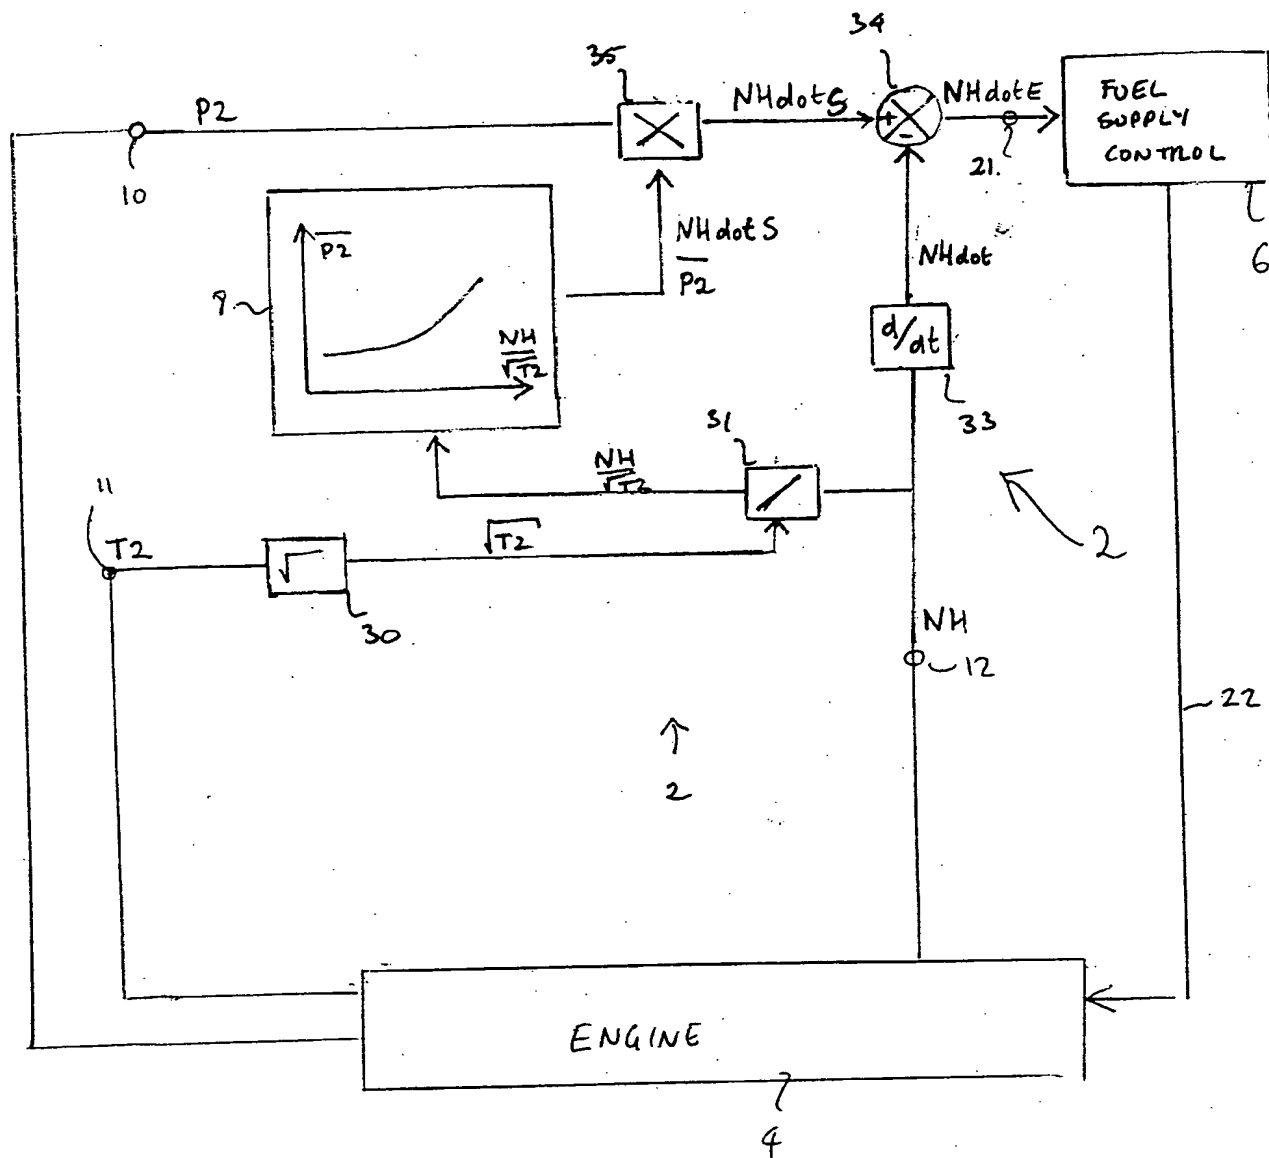 34
35
P2
NHdotS
NHdotE
FUEL
SUPPLY
CONTROL
+
-
10
21.
P2
NHdotS
P2
NHdot
6
NH
√T2
d/dt
33
31
NH
√T2
2
11
T2
√
√T2
30
NH
12
22
2
ENGINE
4